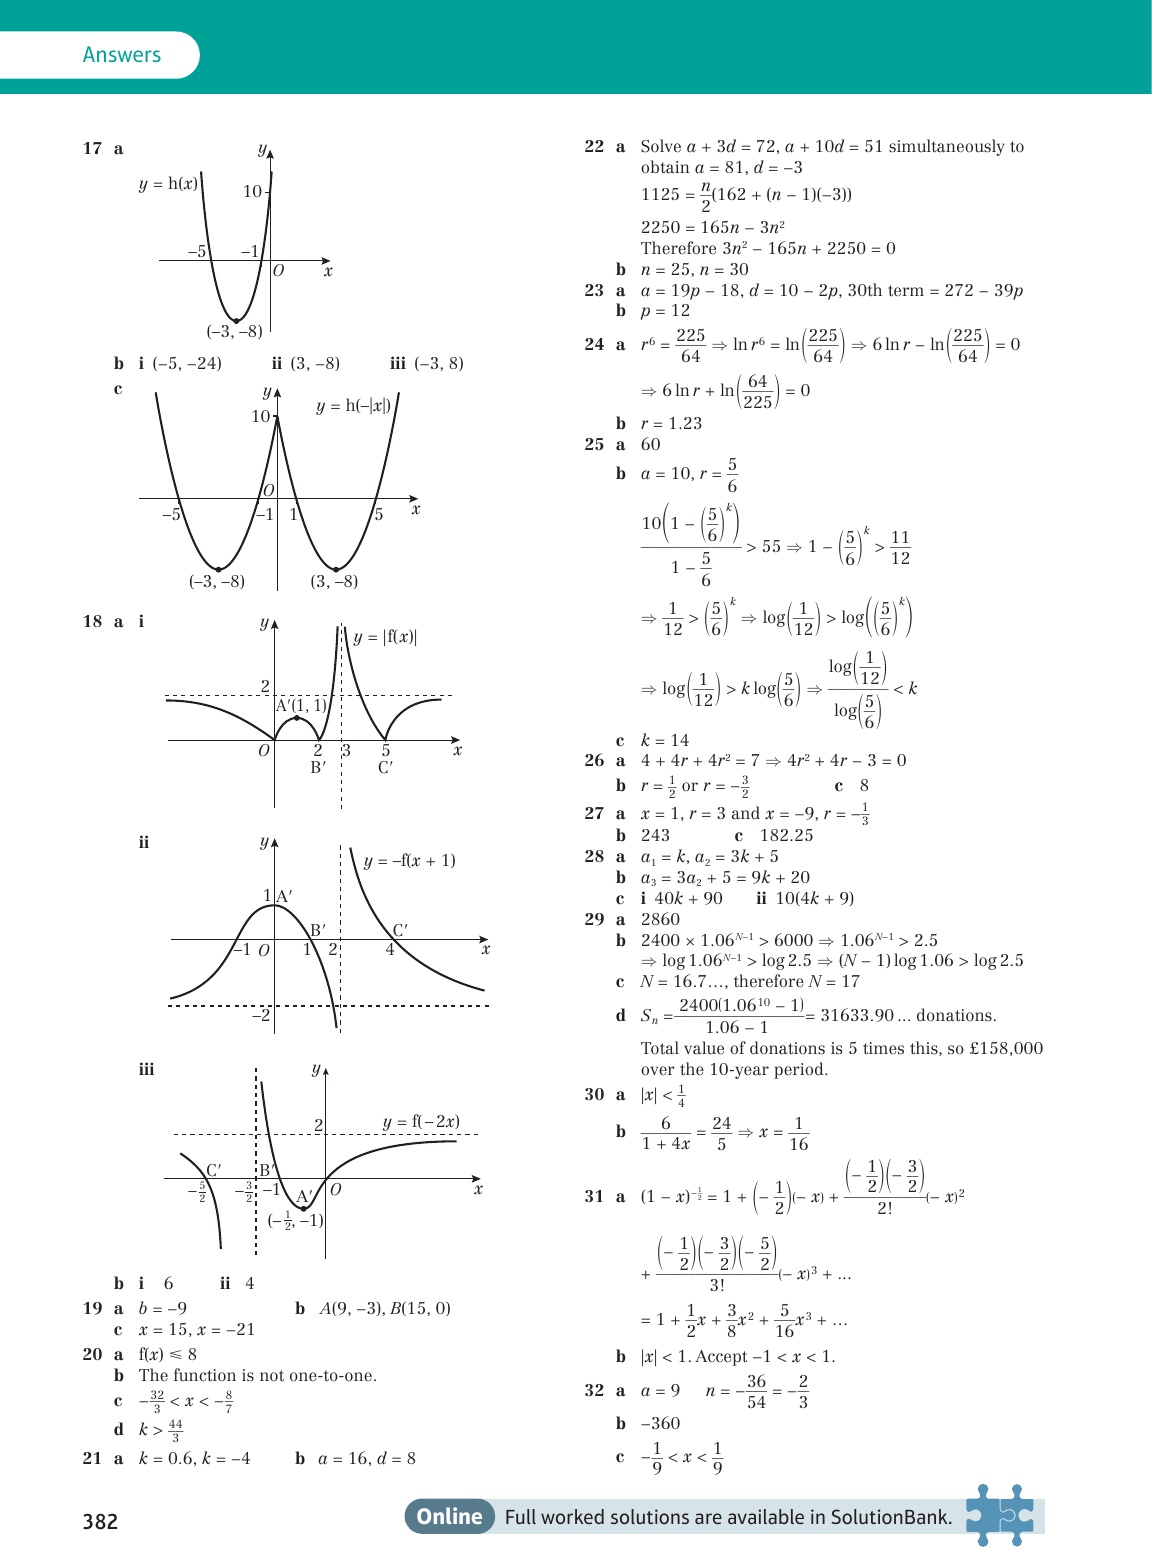 Answers
17 a
y
y = h(x)
10
–5
–1
O
x
(–3, –8)
b i (–5, –24) ii (3, –8) iii (–3, 8)
c
y
y = h(–|x|)
10
O
–5
–1
1
5
x
(–3, –8)
(3, –8)
18 a i
y
y = |f(x)|
2
A′(1, 1)
O
2
3
5
x
B′
C′
ii
y
y = –f(x + 1)
1
A′
B′
C′
–1
O
1
2
4
x
–2
iii
y
2
y = f(–2x)
C′
B′
–5/2
–3/2
–1
A′
O
x
(–1/2, –1)
b i 6 ii 4
19 a b = –9 b A(9, –3), B(15, 0)
c x = 15, x = –21
20 a f(x) ⩽ 8
b The function is not one-to-one.
c –32/3 < x < –8/7
d k > 44/3
21 a k = 0.6, k = –4 b a = 16, d = 8
22 a Solve a + 3d = 72, a + 10d = 51 simultaneously to
obtain a = 81, d = –3
1125 = n/2(162 + (n – 1)(–3))
2250 = 165n – 3n²
Therefore 3n² – 165n + 2250 = 0
b n = 25, n = 30
23 a a = 19p – 18, d = 10 – 2p, 30th term = 272 – 39p
b p = 12
24 a r⁶ = 225/64 ⇒ ln r⁶ = ln(225/64) ⇒ 6 ln r – ln(225/64) = 0
⇒ 6 ln r + ln(64/225) = 0
b r = 1.23
25 a 60
b a = 10, r = 5/6
10(1 – (5/6)^k)/(1 – 5/6) > 55 ⇒ 1 – (5/6)^k > 11/12
⇒ 1/12 > (5/6)^k ⇒ log(1/12) > log((5/6)^k)
⇒ log(1/12) > k log(5/6) ⇒ log(1/12)/log(5/6) < k
c k = 14
26 a 4 + 4r + 4r² = 7 ⇒ 4r² + 4r – 3 = 0
b r = 1/2 or r = –3/2 c 8
27 a x = 1, r = 3 and x = –9, r = –1/3
b 243 c 182.25
28 a a₁ = k, a₂ = 3k + 5
b a₃ = 3a₂ + 5 = 9k + 20
c i 40k + 90 ii 10(4k + 9)
29 a 2860
b 2400 × 1.06^(N–1) > 6000 ⇒ 1.06^(N–1) > 2.5
⇒ log 1.06^(N–1) > log 2.5 ⇒ (N – 1) log 1.06 > log 2.5
c N = 16.7…, therefore N = 17
d Sₙ = 2400(1.06¹⁰ – 1)/(1.06 – 1) = 31633.90 … donations.
Total value of donations is 5 times this, so £158,000
over the 10-year period.
30 a |x| < 1/4
b 6/(1 + 4x) = 24/5 ⇒ x = 1/16
31 a (1 – x)^(–1/2) = 1 + (–1/2)(–x) + (–1/2)(–3/2)/2! (–x)²
+ (–1/2)(–3/2)(–5/2)/3! (–x)³ + …
= 1 + 1/2x + 3/8x² + 5/16x³ + …
b |x| < 1. Accept –1 < x < 1.
32 a a = 9 n = –36/54 = –2/3
b –360
c –1/9 < x < 1/9
382
Online Full worked solutions are available in SolutionBank.